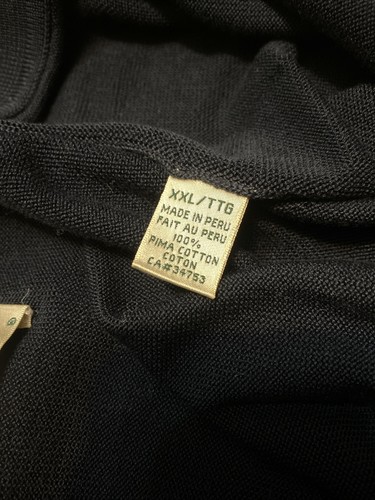 XXL/TTG
MADE IN PERU
FAIT AU PERU
100%
PIMA COTTON
COTON
CA#34753
®